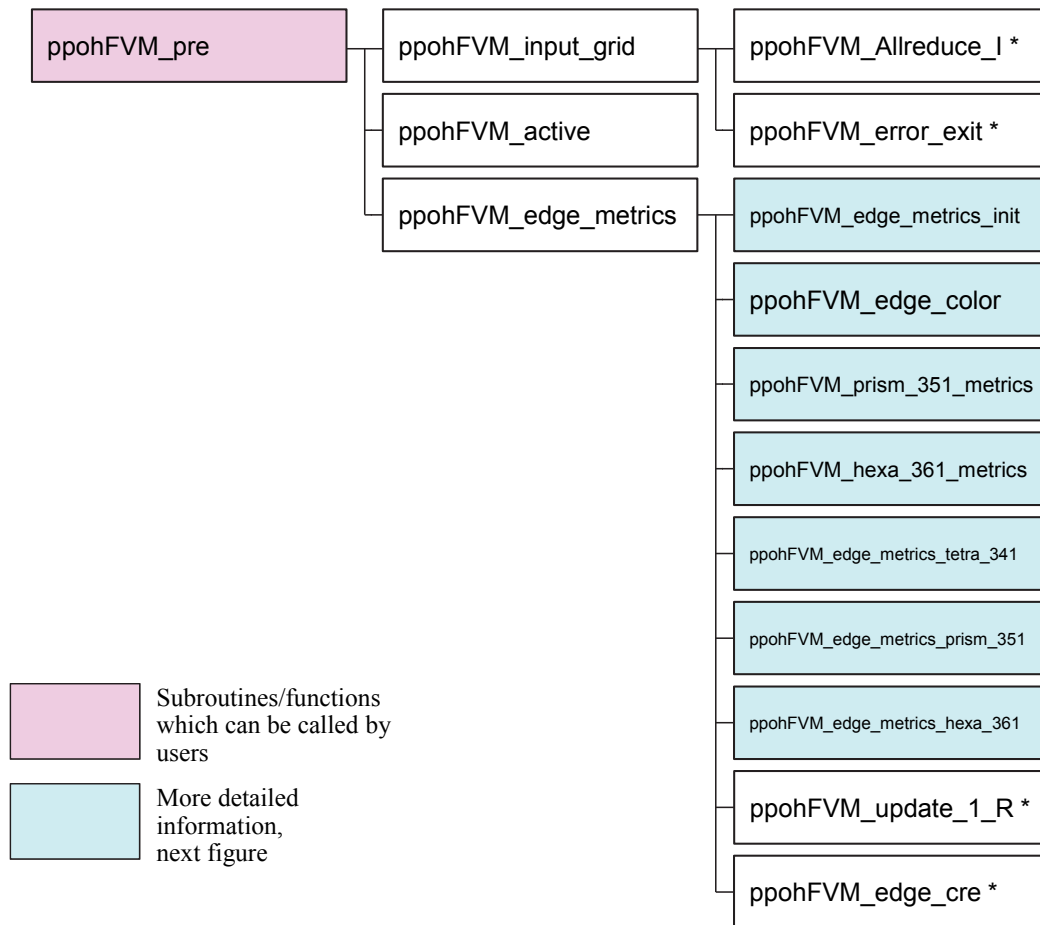 ppohFVM_pre
ppohFVM_input_grid
ppohFVM_Allreduce_I *
ppohFVM_active
ppohFVM_error_exit *
ppohFVM_edge_metrics
ppohFVM_edge_metrics_init
ppohFVM_edge_color
ppohFVM_prism_351_metrics
ppohFVM_hexa_361_metrics
ppohFVM_edge_metrics_tetra_341
ppohFVM_edge_metrics_prism_351
ppohFVM_edge_metrics_hexa_361
ppohFVM_update_1_R *
ppohFVM_edge_cre *
Subroutines/functions
which can be called by
users
More detailed
information,
next figure